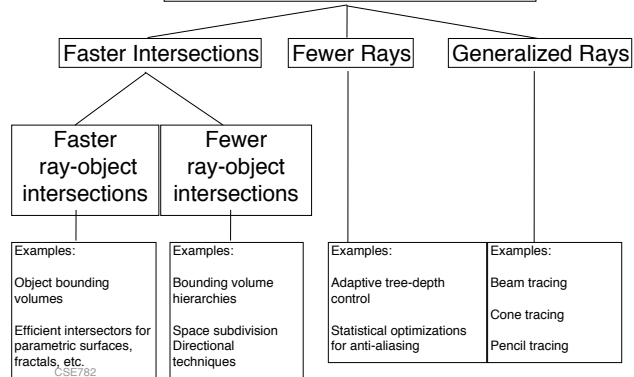 Faster Intersections
Fewer Rays
Generalized Rays
Faster
ray-object
intersections
Fewer
ray-object
intersections
Examples:
Object bounding
volumes
Efficient intersectors for
parametric surfaces,
fractals, etc.
Examples:
Bounding volume
hierarchies
Space subdivision
Directional
techniques
Examples:
Adaptive tree-depth
control
Statistical optimizations
for anti-aliasing
Examples:
Beam tracing
Cone tracing
Pencil tracing
CSE782